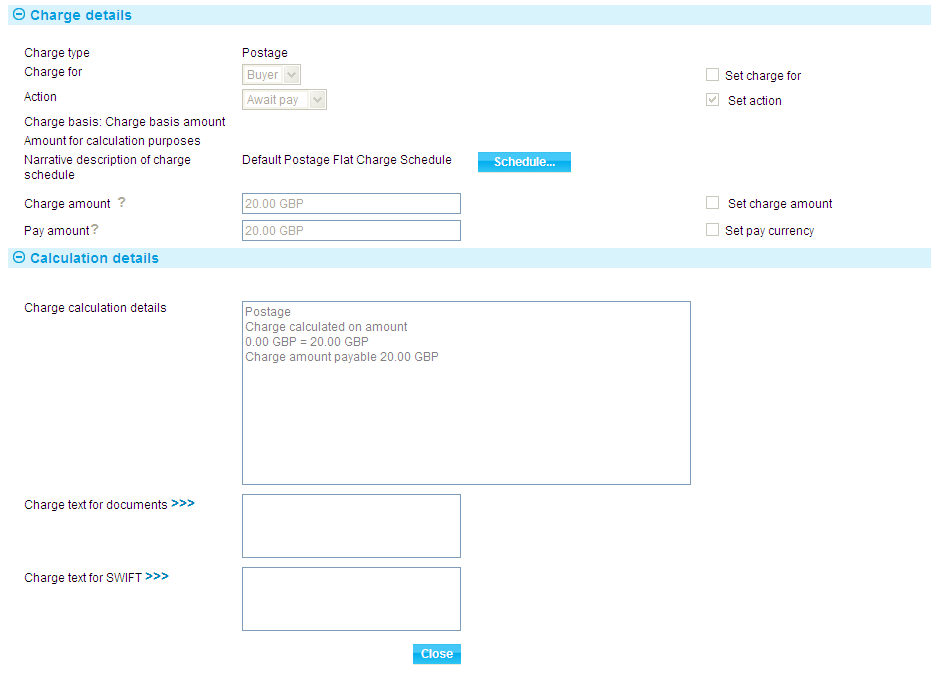 Charge details
Charge type Postage
Charge for Buyer Set charge for
Action Await pay Set action
Charge basis: Charge basis amount
Amount for calculation purposes
Narrative description of charge Default Postage Flat Charge Schedule Schedule...
schedule
Charge amount ? 20.00 GBP Set charge amount
Pay amount? 20.00 GBP Set pay currency
Calculation details
Charge calculation details Postage
Charge calculated on amount
0.00 GBP = 20.00 GBP
Charge amount payable 20.00 GBP
Charge text for documents >>>
Charge text for SWIFT >>>
Close